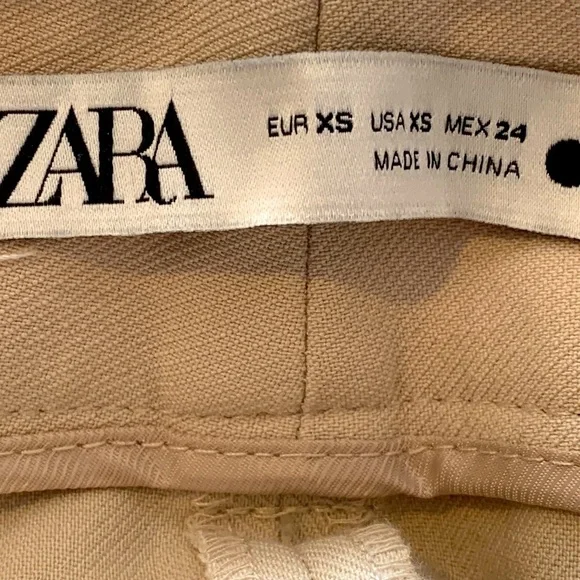 ZARA
EUR XS USA XS MEX 24
MADE IN CHINA